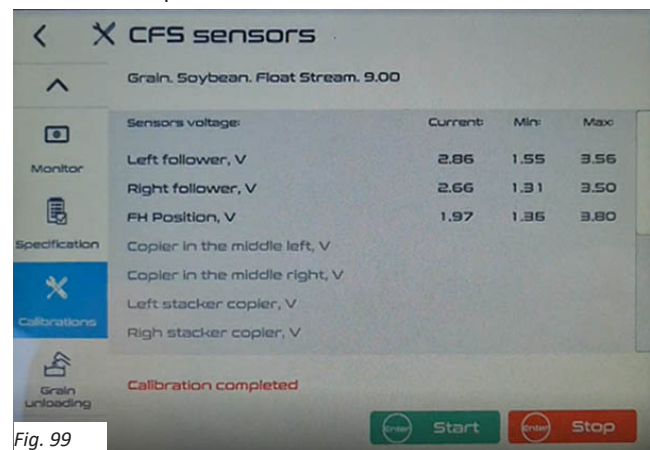 CFS sensors
Grain. Soybean. Float Stream. 9.00
Sensors voltage: Current: Min: Max:
Left follower, V 2.86 1.55 3.56
Right follower, V 2.66 1.31 3.50
FH Position, V 1.97 1.36 3.80
Copier in the middle left, V
Copier in the middle right, V
Left stacker copier, V
Righ stacker copier, V
Monitor
Specification
Calibrations
Grain
unloading
Calibration completed
Enter Start Enter Stop
Fig. 99